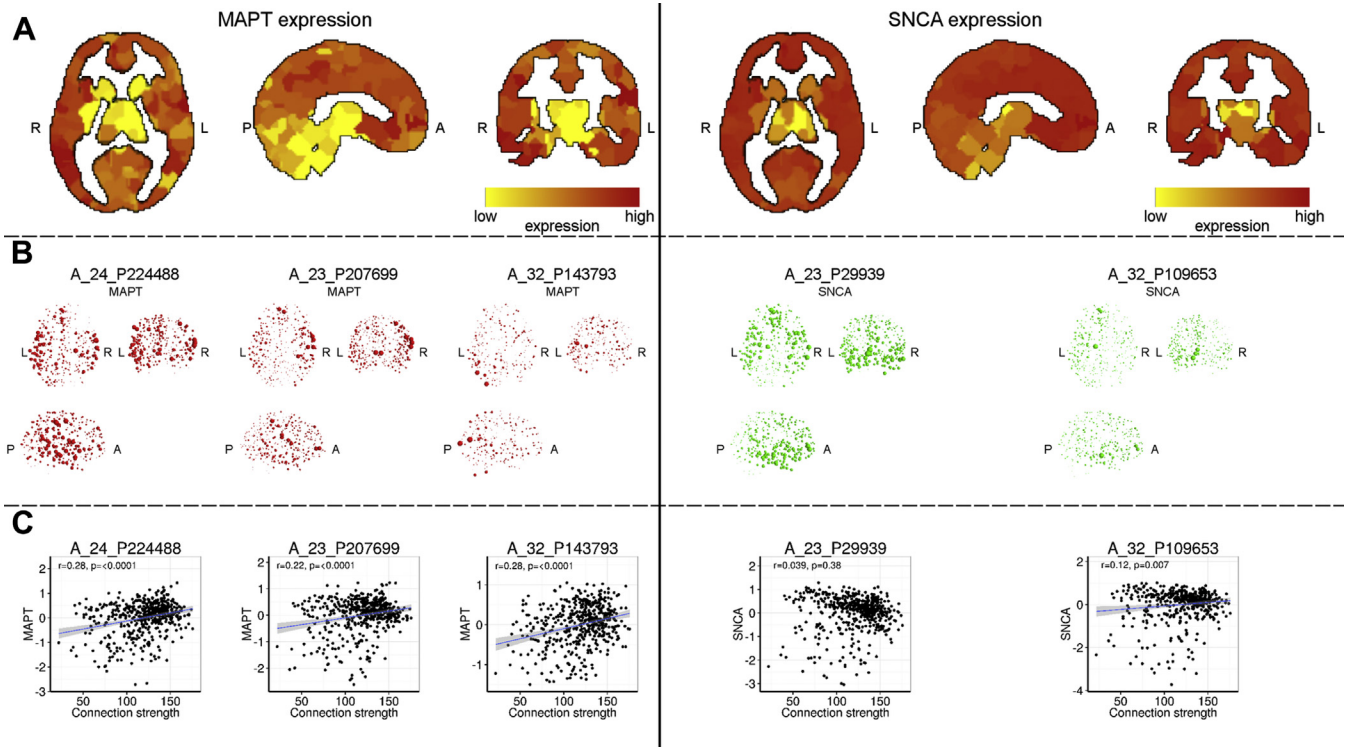 A
MAPT expression
SNCA expression
R L
P A
R L
R L
P A
R L
low high
expression
low high
expression
B
A_24_P224488
MAPT
A_23_P207699
MAPT
A_32_P143793
MAPT
A_23_P29939
SNCA
A_32_P109653
SNCA
L R L R
L R L R
L R L R
L R L R
L R L R
P A
P A
P A
P A
P A
C
A_24_P224488
r=0.28, p=<0.0001
MAPT
2
1
0
-1
-2
-3
50 100 150
Connection strength
A_23_P207699
r=0.22, p=<0.0001
MAPT
2
1
0
-1
-2
50 100 150
Connection strength
A_32_P143793
r=0.28, p=<0.0001
MAPT
1
0
-1
50 100 150
Connection strength
A_23_P29939
r=0.039, p=0.38
SNCA
2
1
0
-1
-2
-3
50 100 150
Connection strength
A_32_P109653
r=0.12, p=0.007
SNCA
2
0
-2
-4
50 100 150
Connection strength